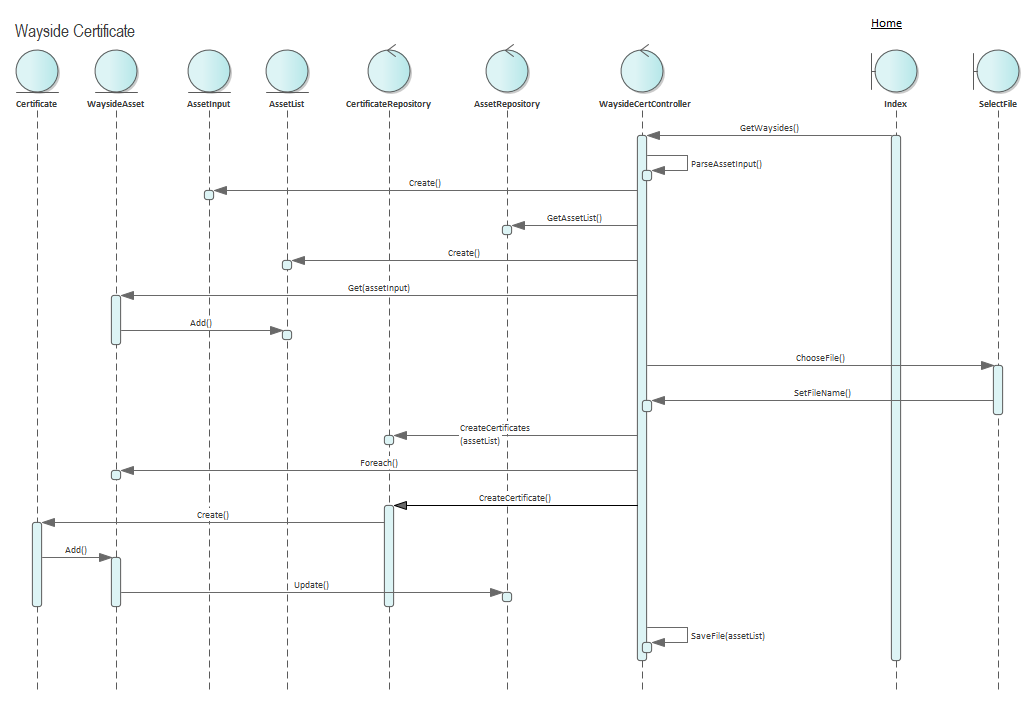 Home
Wayside Certificate
Certificate
WaysideAsset
AssetInput
AssetList
CertificateRepository
AssetRepository
WaysideCertController
Index
SelectFile
GetWaysides()
ParseAssetInput()
Create()
GetAssetList()
Create()
Get(assetInput)
Add()
ChooseFile()
SetFileName()
CreateCertificates
(assetList)
Foreach()
CreateCertificate()
Create()
Add()
Update()
SaveFile(assetList)